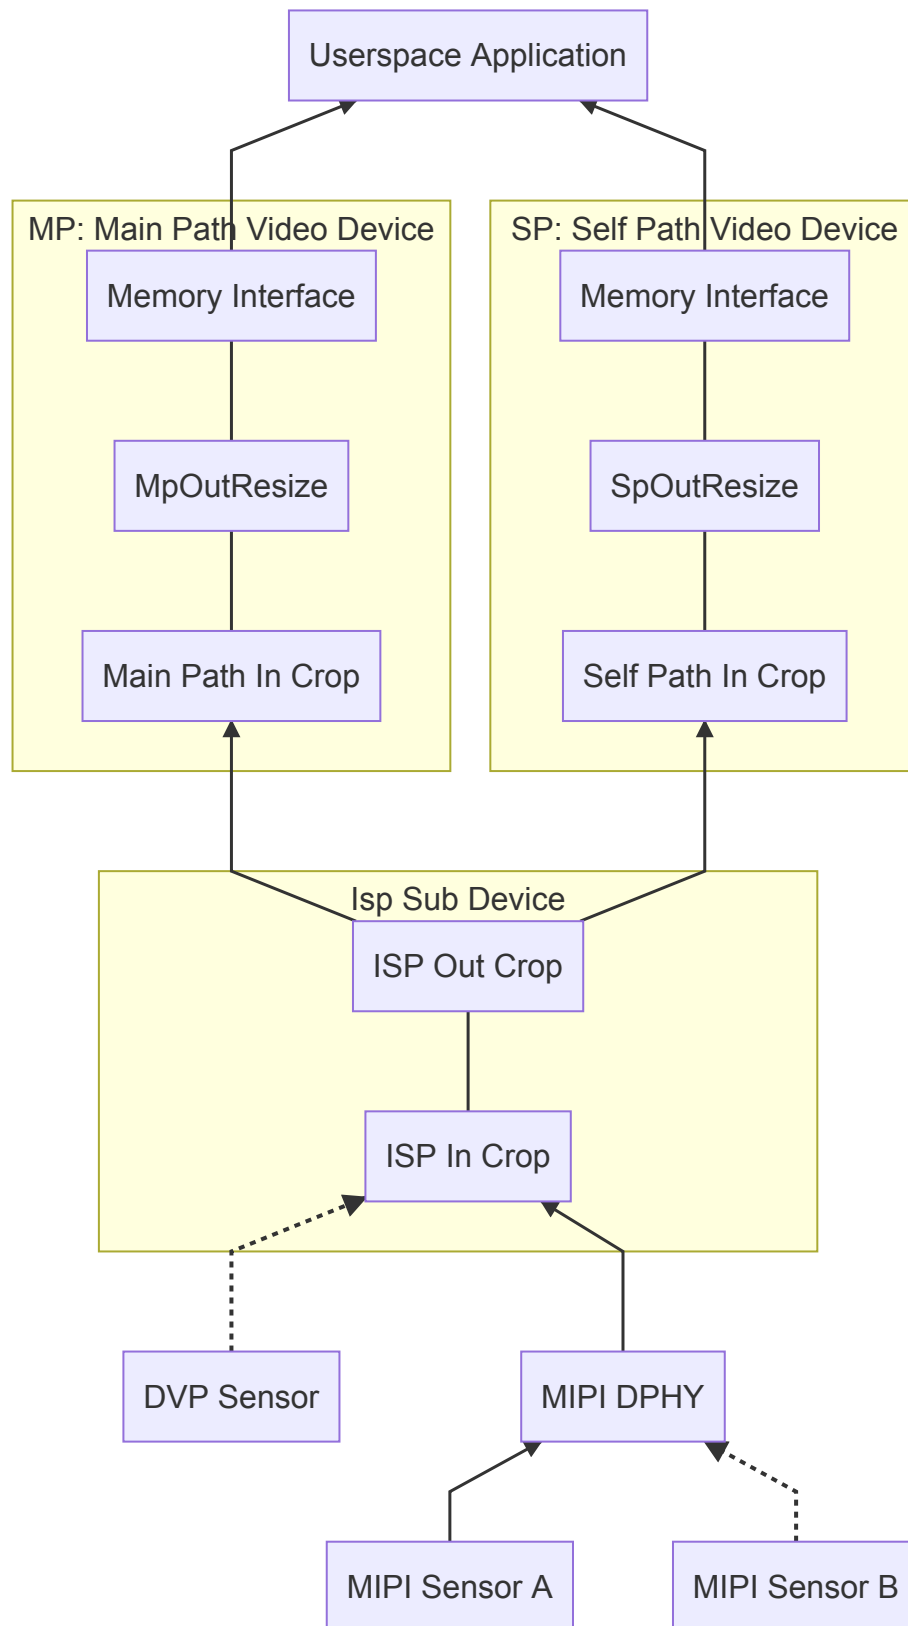 Userspace Application
MP: Main Path Video Device
SP: Self Path Video Device
Memory Interface
Memory Interface
MpOutResize
SpOutResize
Main Path In Crop
Self Path In Crop
Isp Sub Device
ISP Out Crop
ISP In Crop
DVP Sensor
MIPI DPHY
MIPI Sensor A
MIPI Sensor B